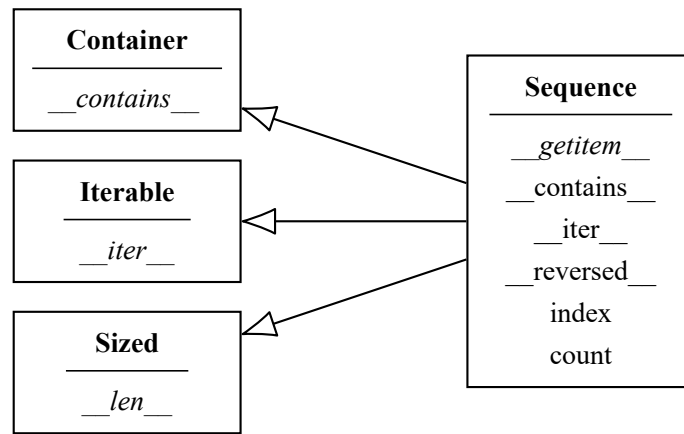 Container
__contains__
Iterable
__iter__
Sized
__len__
Sequence
__getitem__
__contains__
__iter__
__reversed__
index
count